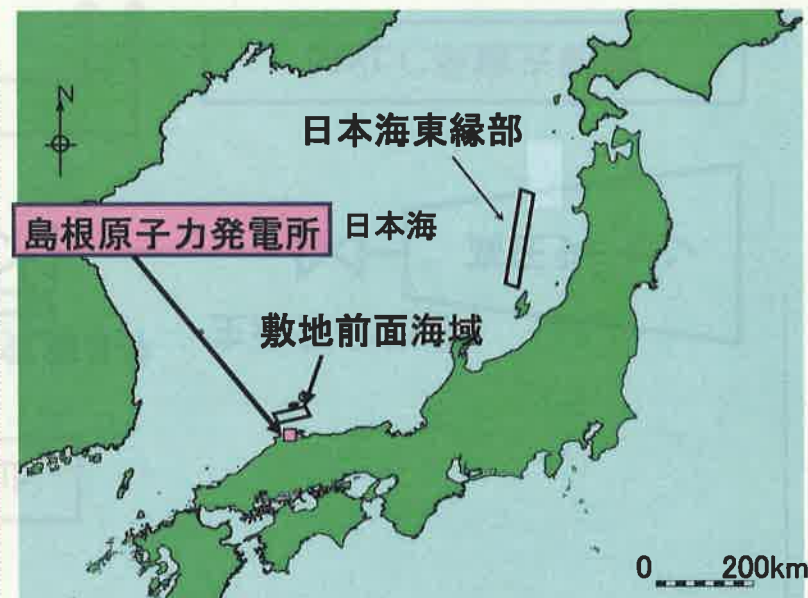 N
日本海東縁部
島根原子力発電所
日本海
敷地前面海域
0 200km